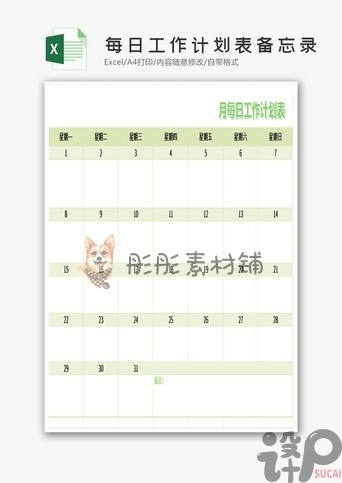 每日工作计划表备忘录
Excel/A4打印/内容随意修改/自带格式
月每日工作计划表
星期一 星期二 星期三 星期四 星期五 星期六 星期日
1 2 3 4 5 6 7
8 9 10 11 12 13 14
彤彤素材铺
15 16 17 18 19 20 21
22 23 24 25 26 27 28
29 30 31
备注：
设iP
SUCAI